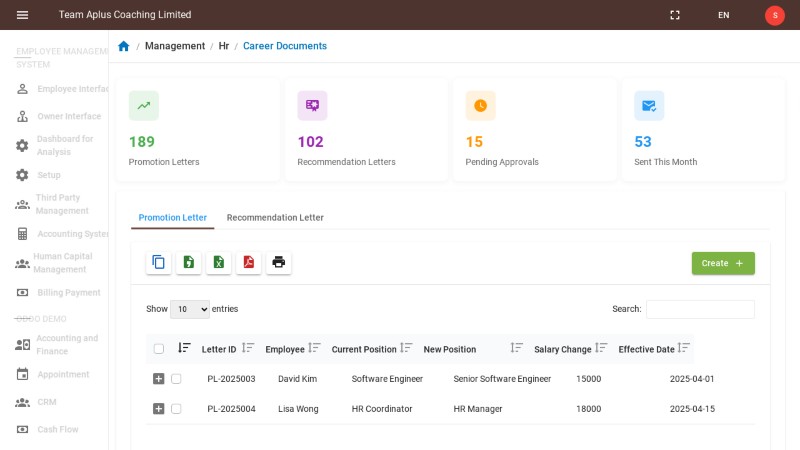 Team Aplus Coaching Limited
EN
S
EMPLOYEE MANAGEM
SYSTEM
Employee Interfac
Owner Interface
Dashboard for
Analysis
Setup
Third Party
Management
Accounting System
Human Capital
Management
Billing Payment
DEMO
Accounting and
Finance
Appointment
CRM
Cash Flow
/ Management / Hr / Career Documents
189
Promotion Letters
102
Recommendation Letters
15
Pending Approvals
53
Sent This Month
Promotion Letter
Recommendation Letter
Create +
Show 10 entries
Search:
Letter ID Employee Current Position New Position Salary Change Effective Date
PL-2025003 David Kim Software Engineer Senior Software Engineer 15000 2025-04-01
PL-2025004 Lisa Wong HR Coordinator HR Manager 18000 2025-04-15